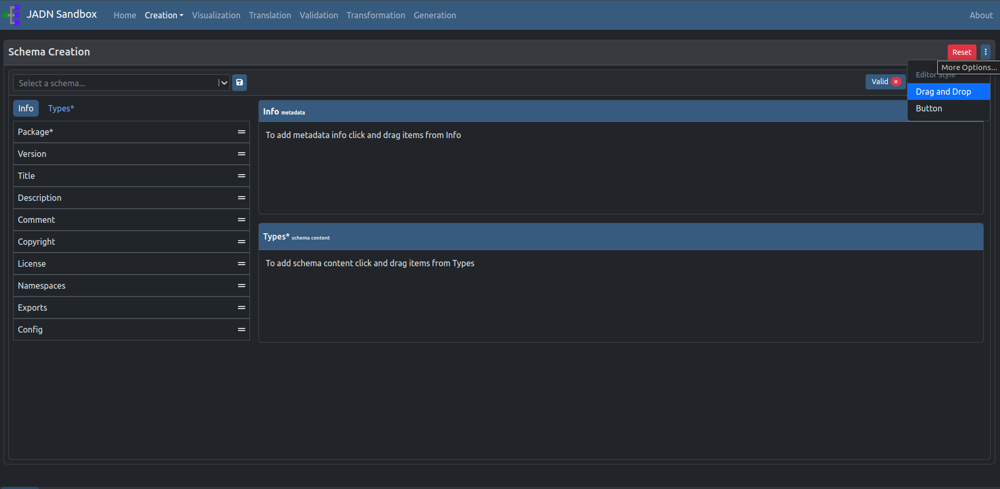 JADN Sandbox Home Creation Visualization Translation Validation Transformation Generation About
Schema Creation Reset
More Options...
Editor Style
Select a schema... Valid
Drag and Drop
Button
Info Types*
Info metadata
Package*
To add metadata info click and drag items from Info
Version
Title
Description
Comment
Types* schema content
Copyright
To add schema content click and drag items from Types
License
Namespaces
Exports
Config